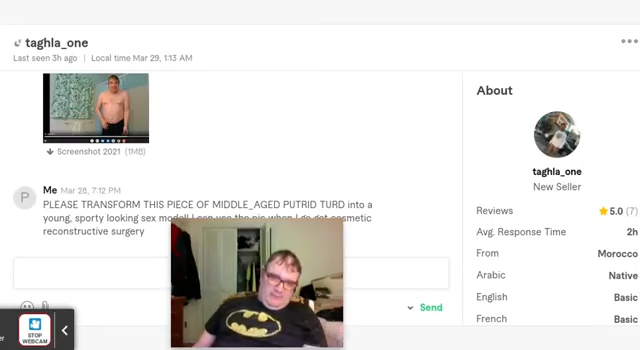 taghla_one
Last seen 3h ago | Local time Mar 29, 1:13 AM
Screenshot 2021 (1MB)
P
Me Mar 28, 7:12 PM
PLEASE TRANSFORM THIS PIECE OF MIDDLE_AGED PUTRID TURD into a
young, sporty looking sex model! I can use the pic when I go get cosmetic
reconstructive surgery
Send
STOP
WEBCAM
About
taghla_one
New Seller
Reviews 5.0 (7)
Avg. Response Time 2h
From Morocco
Arabic Native
English Basic
French Basic